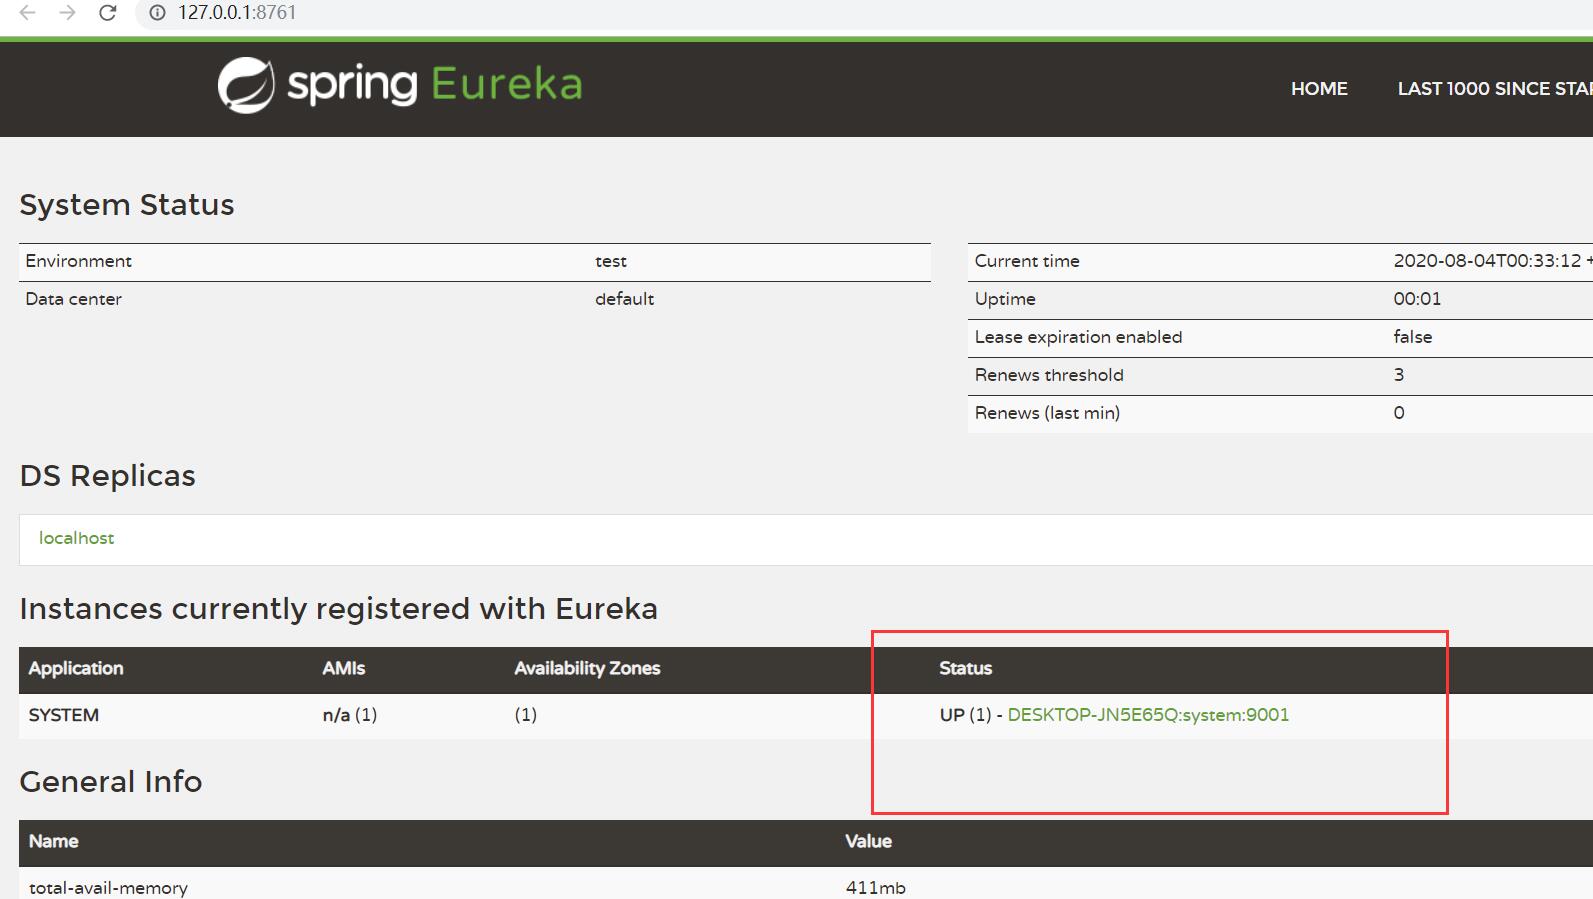 127.0.0.1:8761
spring Eureka
HOME LAST 1000 SINCE STAR
System Status
Environment test
Data center default
Current time 2020-08-04T00:33:12 +
Uptime 00:01
Lease expiration enabled false
Renews threshold 3
Renews (last min) 0
DS Replicas
localhost
Instances currently registered with Eureka
Application AMIs Availability Zones Status
SYSTEM n/a (1) (1) UP (1) - DESKTOP-JN5E65Q:system:9001
General Info
Name Value
total-avail-memory 411mb